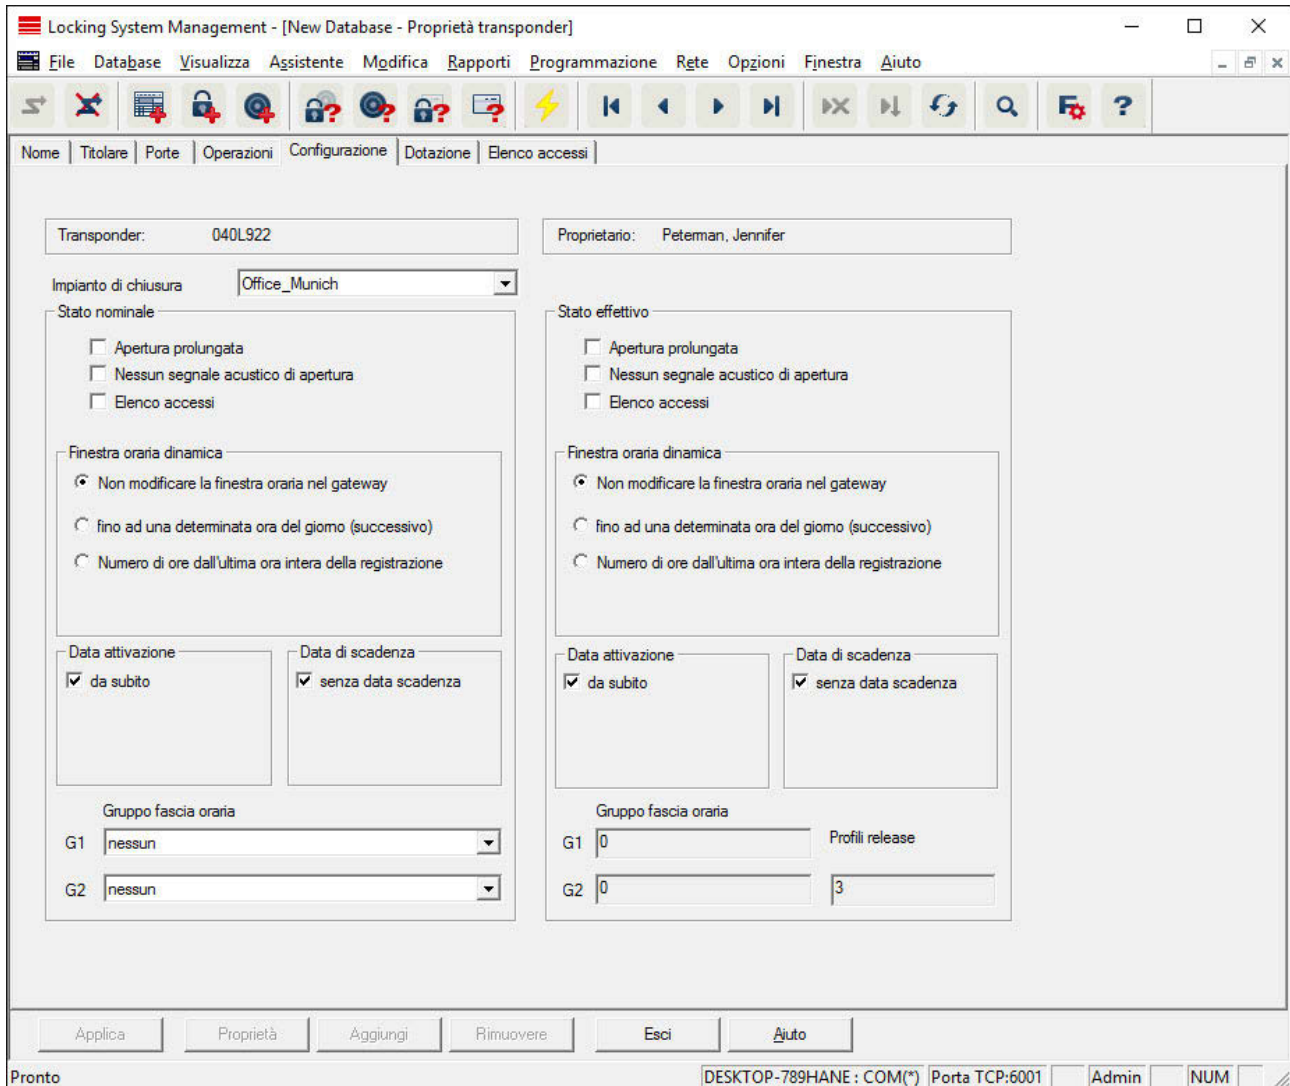 Locking System Management - [New Database - Proprietà transponder]
File Database Visualizza Assistente Modifica Rapporti Programmazione Rete Opzioni Finestra Aiuto
Nome Titolare Porte Operazioni Configurazione Dotazione Elenco accessi
Transponder: 040L922 Proprietario: Peterman, Jennifer
Impianto di chiusura Office_Munich
Stato nominale
Apertura prolungata
Nessun segnale acustico di apertura
Elenco accessi
Finestra oraria dinamica
Non modificare la finestra oraria nel gateway
fino ad una determinata ora del giorno (successivo)
Numero di ore dall'ultima ora intera della registrazione
Data attivazione Data di scadenza
da subito senza data scadenza
Gruppo fascia oraria
G1 nessun
G2 nessun
Stato effettivo
Apertura prolungata
Nessun segnale acustico di apertura
Elenco accessi
Finestra oraria dinamica
Non modificare la finestra oraria nel gateway
fino ad una determinata ora del giorno (successivo)
Numero di ore dall'ultima ora intera della registrazione
Data attivazione Data di scadenza
da subito senza data scadenza
Gruppo fascia oraria
G1 0 Profili release
G2 0 3
Applica Proprietà Aggiungi Rimuovere Esci Aiuto
Pronto DESKTOP-789HANE : COM(*) Porta TCP:6001 Admin NUM